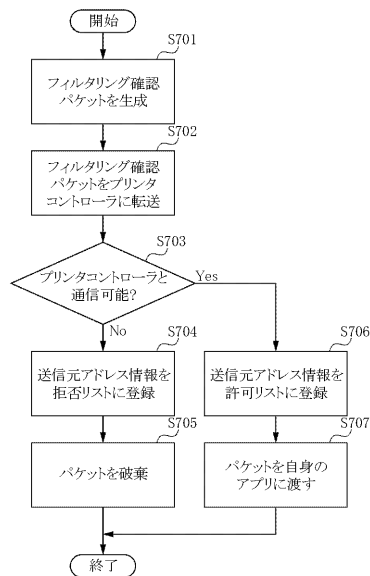 開始
S701
フィルタリング確認
パケットを生成
S702
フィルタリング確認
パケットをプリンタ
コントローラに転送
S703
プリンタコントローラと
通信可能?
Yes
No
S704
送信元アドレス情報を
拒否リストに登録
S706
送信元アドレス情報を
許可リストに登録
S705
パケットを破棄
S707
パケットを自身の
アプリに渡す
終了